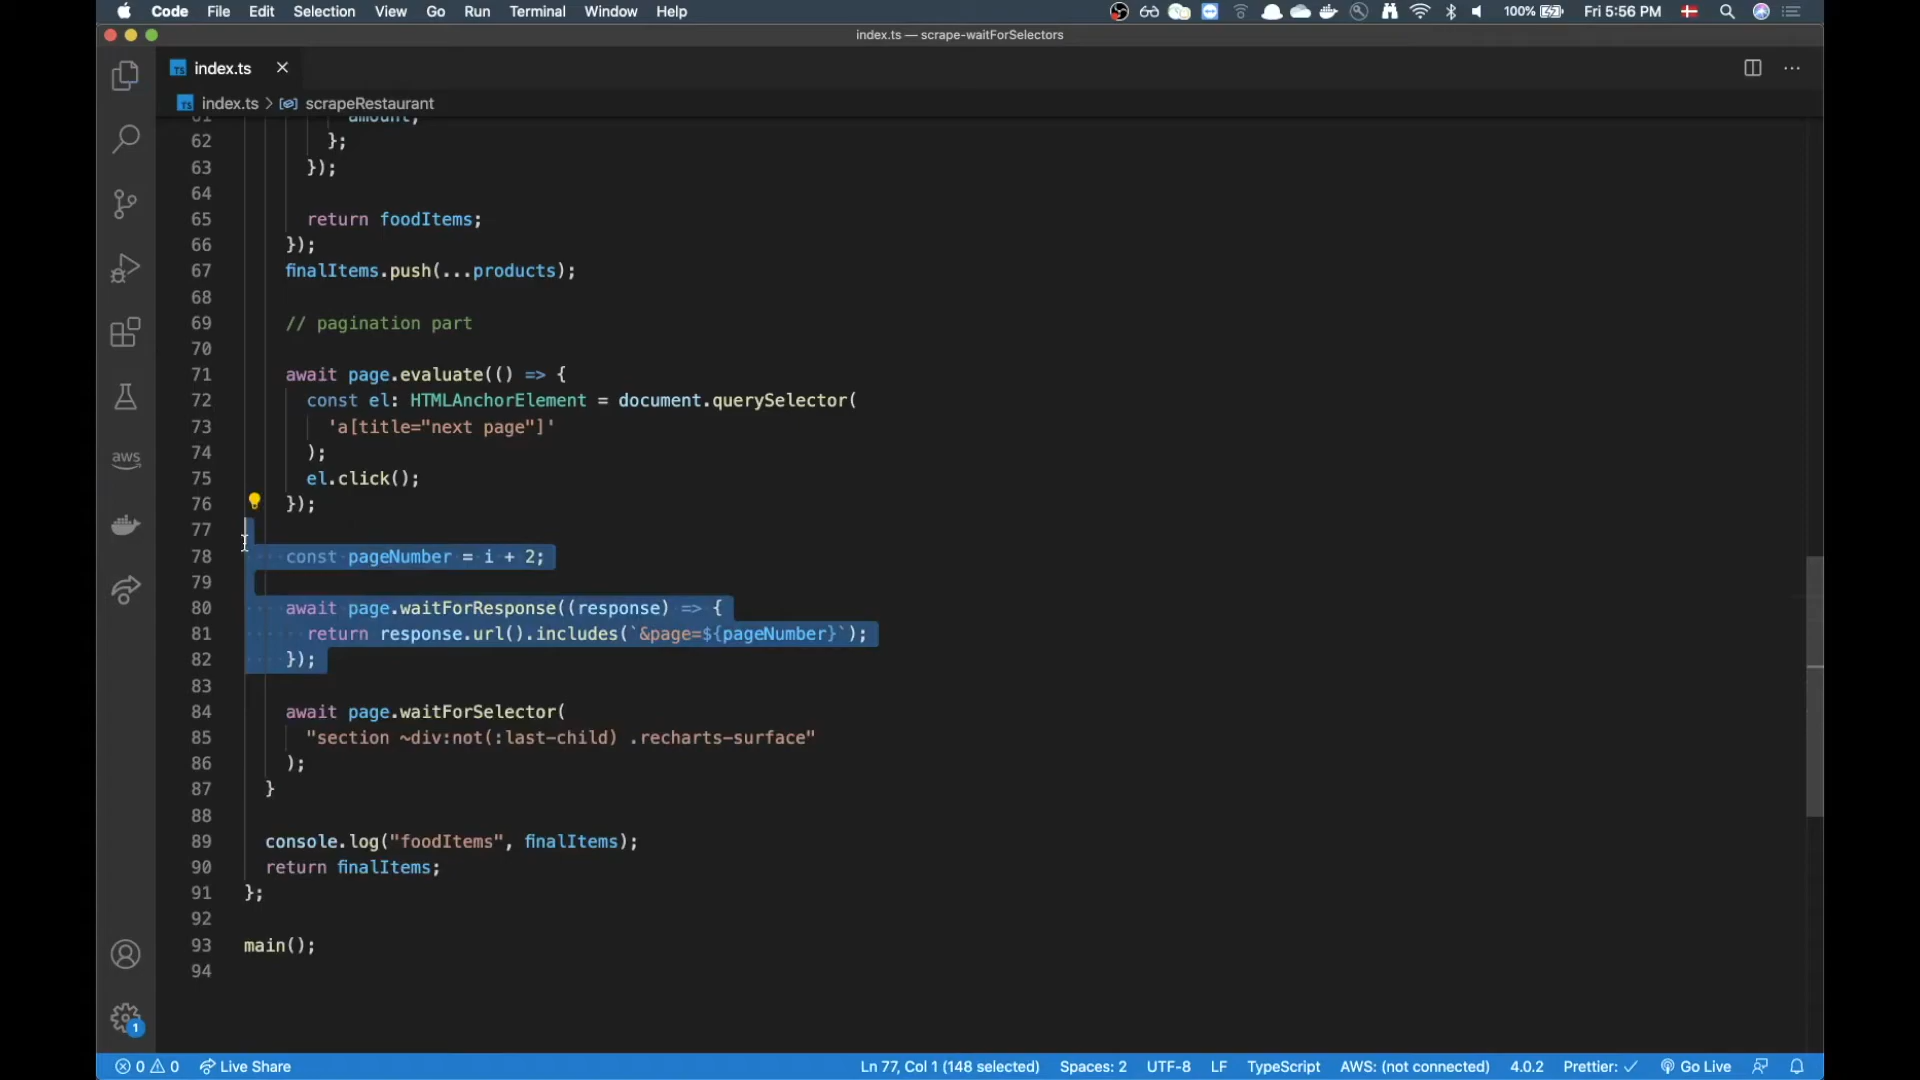 Code File Edit Selection View Go Run Terminal Window Help 100% Fri 5:56 PM
index.ts — scrape-waitForSelectors
TS index.ts
TS index.ts > scrapeRestaurant
61 amount,
62 };
63 });
64
65 return foodItems;
66 });
67 finalItems.push(...products);
68
69 // pagination part
70
71 await page.evaluate(() => {
72 const el: HTMLAnchorElement = document.querySelector(
73 'a[title="next page"]'
74 );
75 el.click();
76 });
77
78 const pageNumber = i + 2;
79
80 await page.waitForResponse((response) => {
81 return response.url().includes(`&page=${pageNumber}`);
82 });
83
84 await page.waitForSelector(
85 "section ~div:not(:last-child) .recharts-surface"
86 );
87 }
88
89 console.log("foodItems", finalItems);
90 return finalItems;
91 };
92
93 main();
94
aws
1
0 0 Live Share Ln 77, Col 1 (148 selected) Spaces: 2 UTF-8 LF TypeScript AWS: (not connected) 4.0.2 Prettier: ✓ Go Live